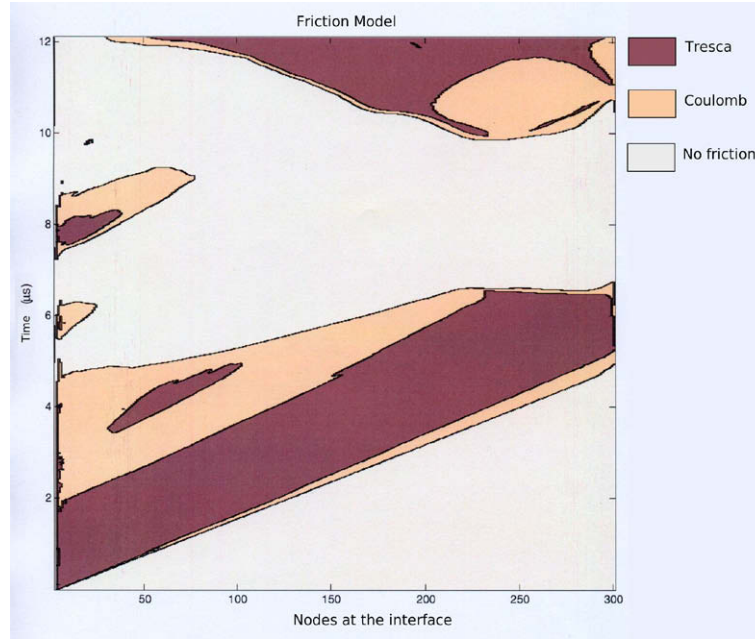 Friction Model
12
10
8
6
4
2
Time (µs)
50
100
150
200
250
300
Nodes at the interface
Tresca
Coulomb
No friction